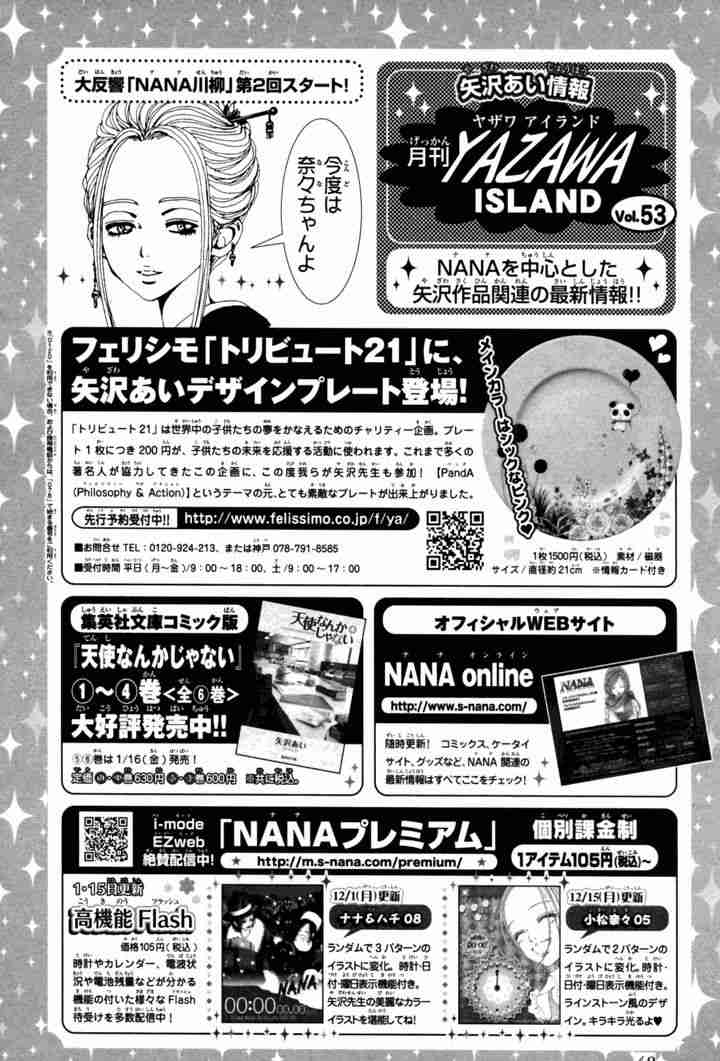 大反響「NANA川柳」第2回スタート!
今度は
奈々ちゃんよ
矢沢あい情報
ヤザワ アイランド
月刊 YAZAWA
ISLAND
Vol.53
NANAを中心とした
矢沢作品関連の最新情報!!
フェリシモ「トリビュート21」に、
矢沢あいデザインプレート登場!
「トリビュート21」は世界中の子供たちの夢をかなえるためのチャリティー企画。プレー
ト1枚につき200円が、子供たちの未来を応援する活動に使われます。これまで多くの
著名人が協力してきたこの企画に、この度我らが矢沢先生も参加! 【PandA
(Philosophy & Action)】というテーマの元、とても素敵なプレートが出来上がりました。
先行予約受付中!! http://www.felissimo.co.jp/f/ya/
■お問合せ TEL:0120-924-213、または神戸 078-791-8585
■受付時間 平日(月〜金)/9:00〜18:00、土/9:00〜17:00
メインカラーはシックなピンク♥
1枚1500円(税込) 素材/磁器
サイズ/直径約21cm ※情報カード付き
集英社文庫コミック版
『天使なんかじゃない』
①〜④巻<全⑥巻>
大好評発売中!!
⑤⑥巻は1/16(金)発売!
天使なんか
じゃない
矢沢あい
オフィシャルWEBサイト
NANA online
http://www.s-nana.com/
随時更新! コミックス、ケータイ
サイト、グッズなど、NANA関連の
最新情報はすべてここをチェック!
NANA
i-mode
EZweb
絶賛配信中!
「NANAプレミアム」
http://m.s-nana.com/premium/
個別課金制
1アイテム105円(税込)〜
1・15日更新
高機能Flash
価格105円(税込)
時計やカレンダー、電波状
況や電池残量などが分かる
機能の付いた様々なFlash
待受けを多数配信中!
NANA
00:00
12/1(月)更新
ナナ&ハチ 08
ランダムで3パターンの
イラストに変化。時計・日
付・曜日表示機能付き。
矢沢先生の美麗なカラー
イラストを堪能してね!
12/15(月)更新
小松奈々 05
ランダムで2パターンの
イラストに変化。時計・
日付・曜日表示機能付き。
ラインストーン風のデザ
イン。キラキラ光るよ♥